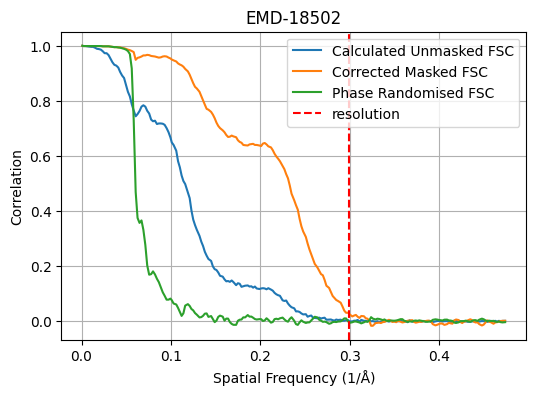 EMD-18502
Calculated Unmasked FSC
Corrected Masked FSC
Phase Randomised FSC
resolution
Correlation
1.0
0.8
0.6
0.4
0.2
0.0
0.0 0.1 0.2 0.3 0.4
Spatial Frequency (1/Å)